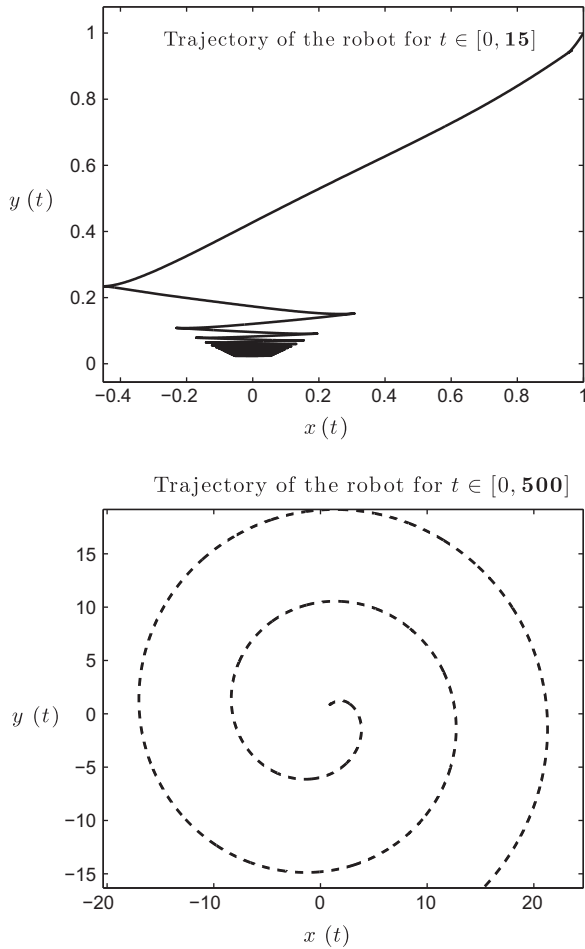 Trajectory of the robot for t ∈ [0, 15]
1
0.8
0.6
y (t)
0.4
0.2
0
−0.4 −0.2 0 0.2 0.4 0.6 0.8 1
x (t)
Trajectory of the robot for t ∈ [0, 500]
15
10
5
y (t) 0
−5
−10
−15
−20 −10 0 10 20
x (t)